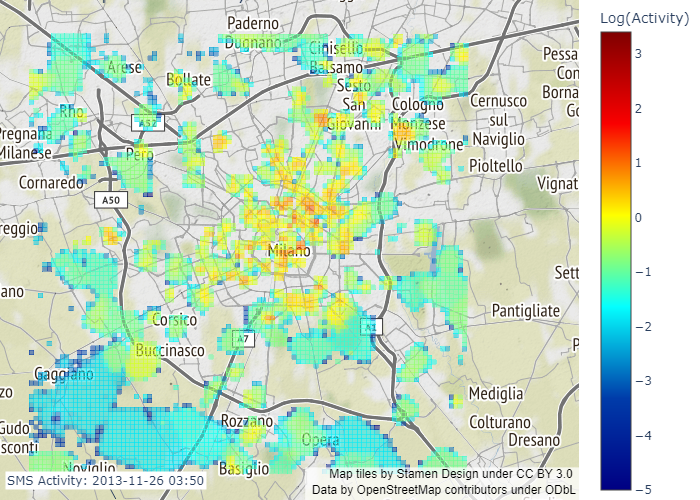 Log(Activity)
Paderno
Dugnano
Cinisello
Balsamo
Arese
Bollate
Sesto
San
Giovanni
Cologno
Monzese
Vimodrone
Cernusco
sul
Naviglio
Pessa
Con
Borna
Go
Rho
A52
Pregnana
Milanese
Pero
Pioltello
Cornaredo
A50
Vignat
reggio
Milano
Sett
ano
Pantigliate
Corsico
A7
A1
Buccinasco
P
Gaggiano
zo
Mediglia
Gudo
sconti
Rozzano
Opera
Colturano
Dresano
Noviglio
Basiglio
SMS Activity: 2013-11-26 03:50
Map tiles by Stamen Design under CC BY 3.0
Data by OpenStreetMap contributors under ODbL
3
2
1
0
−1
−2
−3
−4
−5